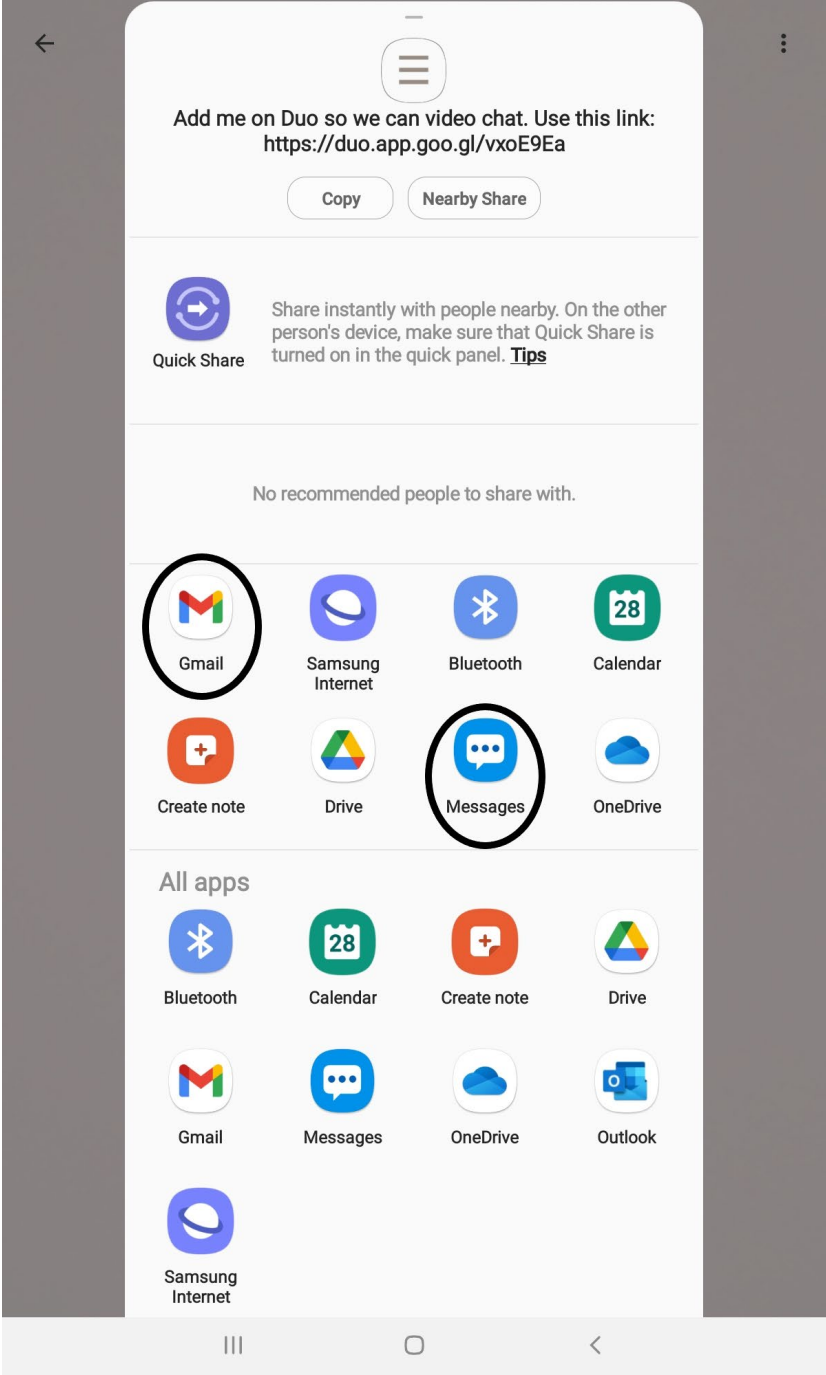 Add me on Duo so we can video chat. Use this link:
https://duo.app.goo.gl/vxoE9Ea
Copy
Nearby Share
Quick Share
Share instantly with people nearby. On the other
person's device, make sure that Quick Share is
turned on in the quick panel. Tips
No recommended people to share with.
Gmail
Samsung
Internet
Bluetooth
28
Calendar
Create note
Drive
Messages
OneDrive
All apps
Bluetooth
28
Calendar
Create note
Drive
Gmail
Messages
OneDrive
O
Outlook
Samsung
Internet